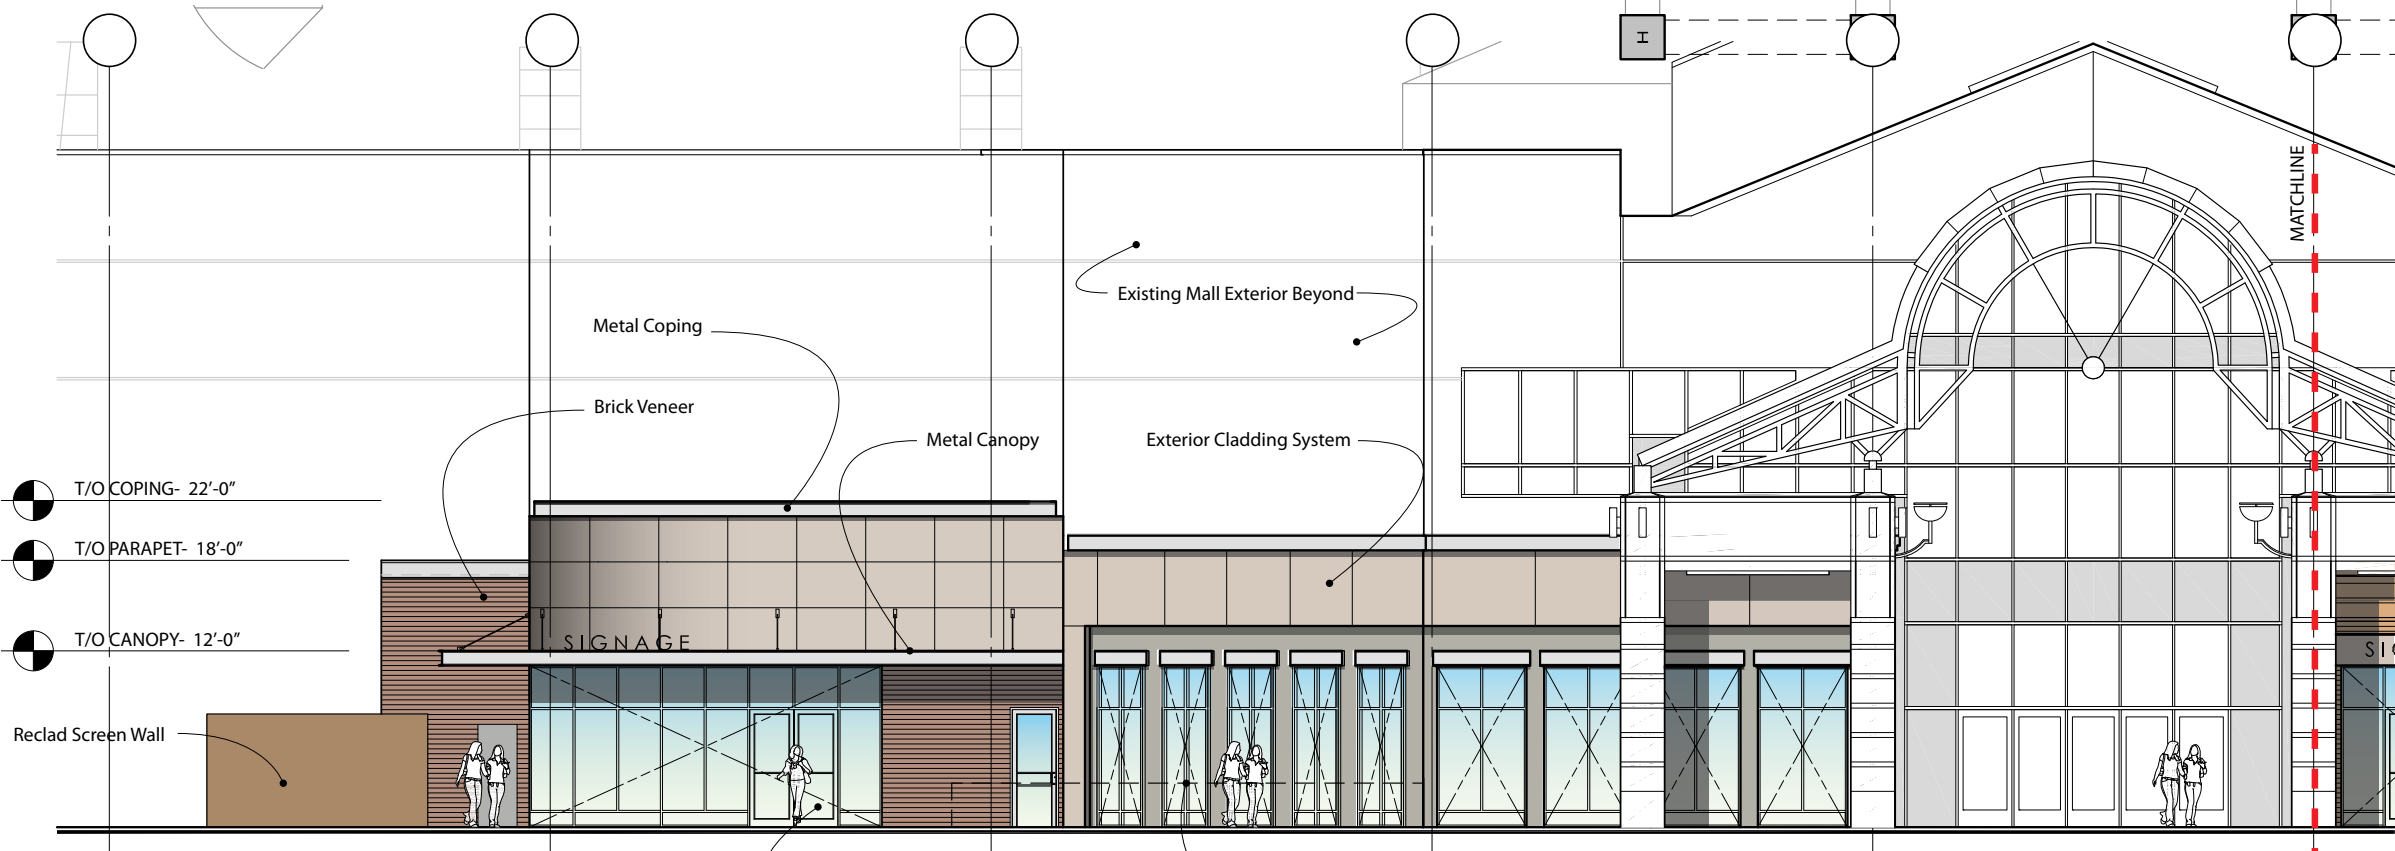 H
MATCHLINE
Existing Mall Exterior Beyond
Metal Coping
Brick Veneer
Metal Canopy
Exterior Cladding System
T/O COPING- 22'-0"
T/O PARAPET- 18'-0"
T/O CANOPY- 12'-0"
SIGNAGE
Reclad Screen Wall